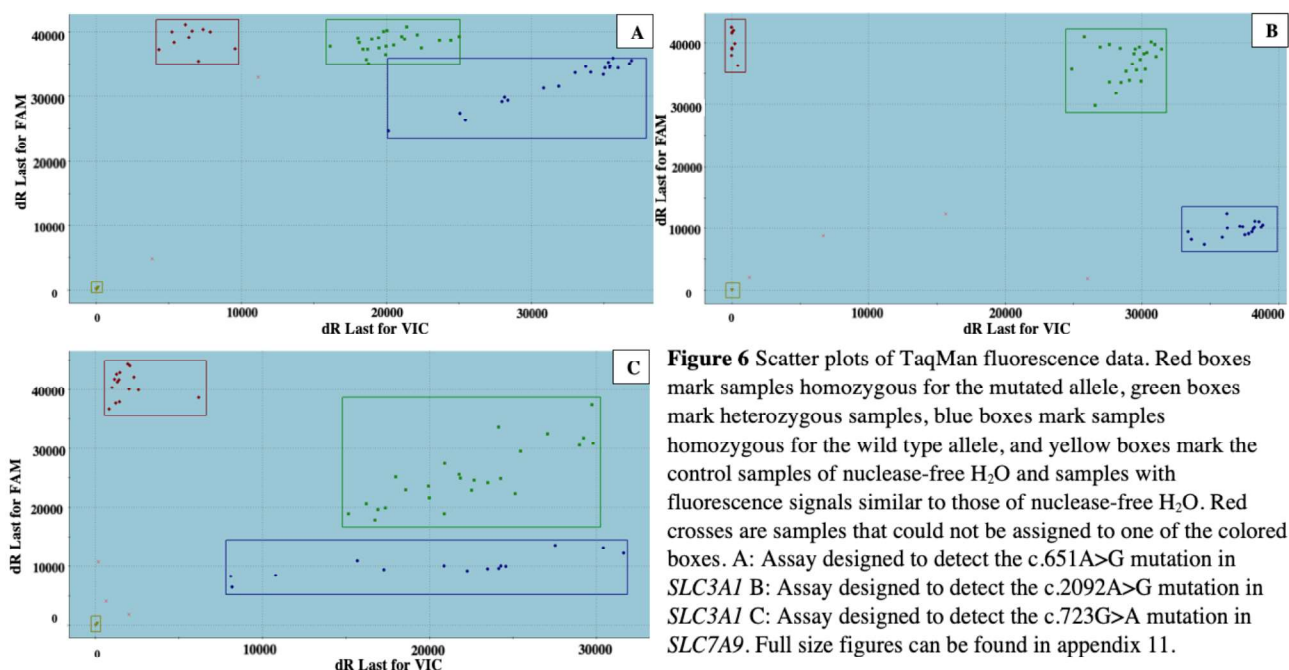 A
dR Last for FAM
40000
30000
20000
10000
0
0
10000
20000
30000
dR Last for VIC
B
dR Last for FAM
40000
30000
20000
10000
0
0
10000
20000
30000
40000
dR Last for VIC
C
dR Last for FAM
40000
30000
20000
10000
0
0
10000
20000
30000
dR Last for VIC
Figure 6 Scatter plots of TaqMan fluorescence data. Red boxes
mark samples homozygous for the mutated allele, green boxes
mark heterozygous samples, blue boxes mark samples
homozygous for the wild type allele, and yellow boxes mark the
control samples of nuclease-free H₂O and samples with
fluorescence signals similar to those of nuclease-free H₂O. Red
crosses are samples that could not be assigned to one of the colored
boxes. A: Assay designed to detect the c.651A>G mutation in
SLC3A1 B: Assay designed to detect the c.2092A>G mutation in
SLC3A1 C: Assay designed to detect the c.723G>A mutation in
SLC7A9. Full size figures can be found in appendix 11.